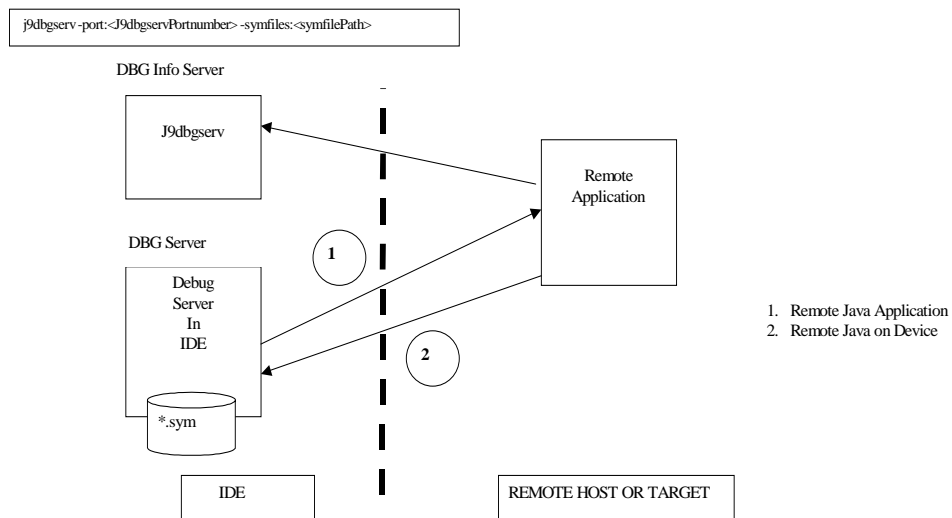 j9dbgserv -port:<J9dbgservPortnumber> -symfiles:<symfilePath>
DBG Info Server
J9dbgserv
Remote
Application
DBG Server
1
Debug
Server
In
IDE
1. Remote Java Application
2. Remote Java on Device
2
*.sym
IDE
REMOTE HOST OR TARGET